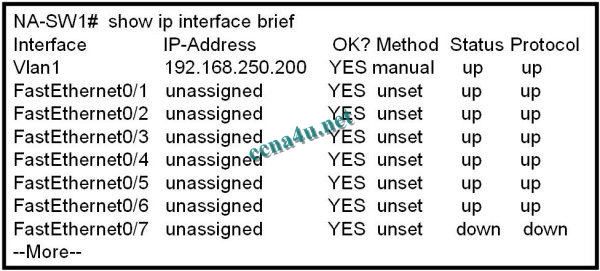 NA-SW1# show ip interface brief
Interface IP-Address OK? Method Status Protocol
Vlan1 192.168.250.200 YES manual up up
FastEthernet0/1 unassigned YES unset up up
FastEthernet0/2 unassigned YES unset up up
FastEthernet0/3 unassigned YES unset up up
FastEthernet0/4 unassigned YES unset up up
FastEthernet0/5 unassigned YES unset up up
FastEthernet0/6 unassigned YES unset up up
FastEthernet0/7 unassigned YES unset down down
--More--
ccna4u.net